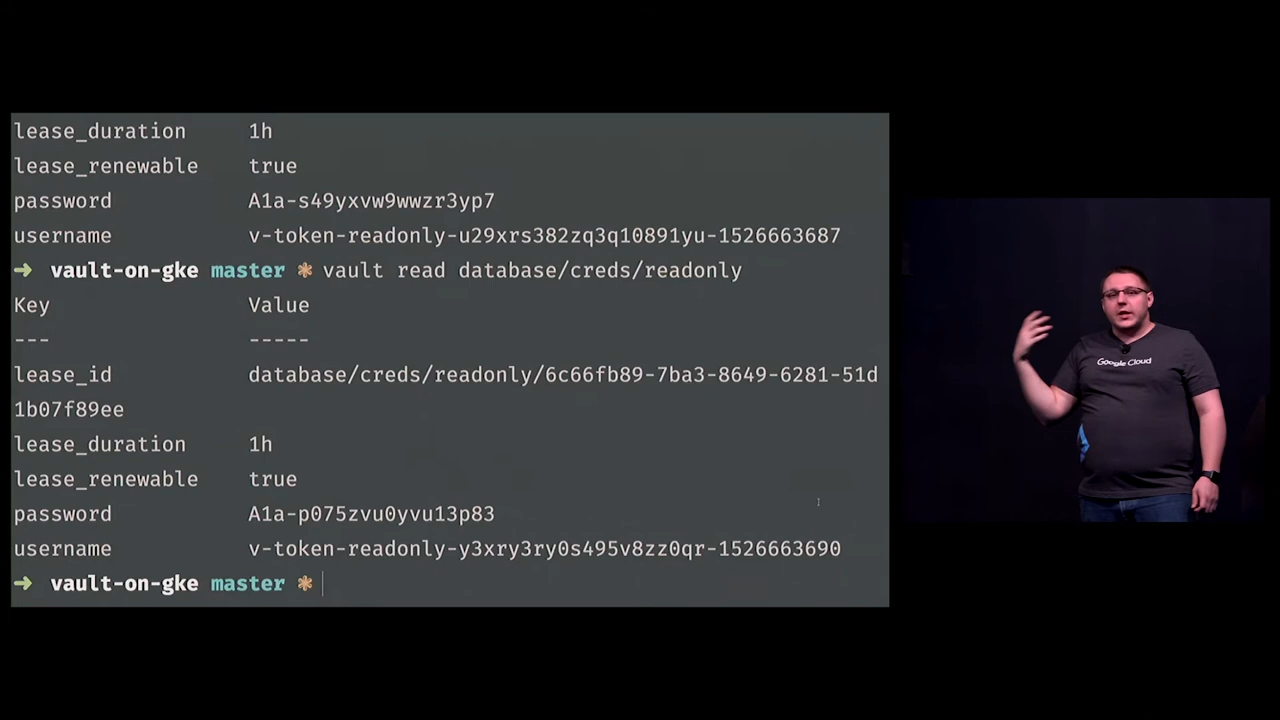 lease_duration 1h
lease_renewable true
password A1a-s49yxvw9wwzr3yp7
username v-token-readonly-u29xrs382zq3q10891yu-1526663687
➜ vault-on-gke master ❃ vault read database/creds/readonly
Key Value
--- -----
lease_id database/creds/readonly/6c66fb89-7ba3-8649-6281-51d
1b07f89ee
lease_duration 1h
lease_renewable true
password A1a-p075zvu0yvu13p83
username v-token-readonly-y3xry3ry0s495v8zz0qr-1526663690
➜ vault-on-gke master ❃
Google Cloud